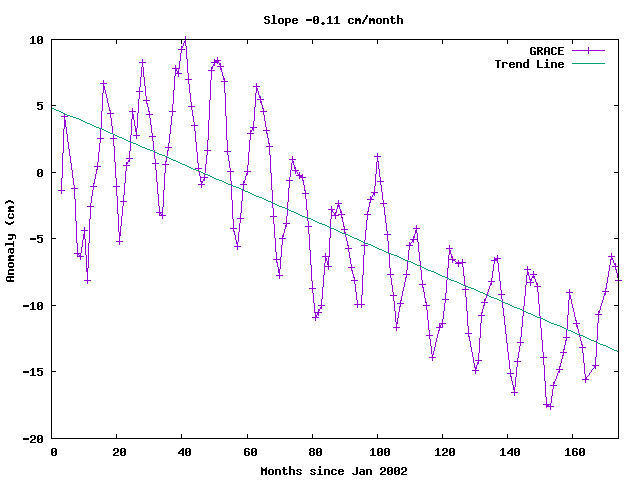 Slope -0.11 cm/month
GRACE
Trend Line
10
5
0
-5
-10
-15
-20
Anomaly (cm)
0 20 40 60 80 100 120 140 160
Months since Jan 2002